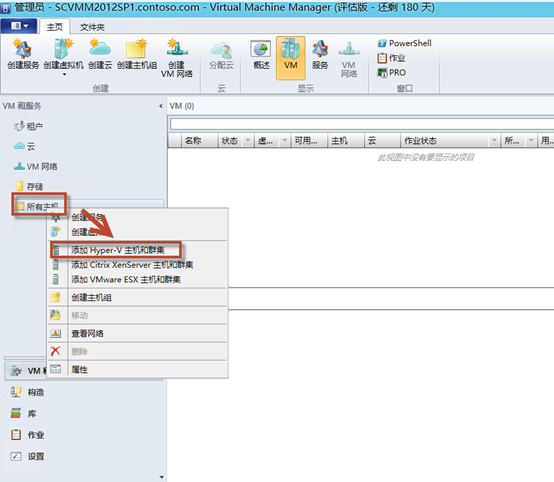 管理员 - SCVMM2012SP1.contoso.com - Virtual Machine Manager (评估版 - 还剩 180 天)
主页 文件夹
创建服务 创建虚拟机 创建云 创建主机组 创建 VM 网络 分配云 概述 VM 服务 VM 网络
PowerShell
作业
PRO
创建 云 显示 窗口
VM 和服务
VM (0)
租户
云
VM 网络
存储
所有主机
名称 状态 虚... 可用... 主机 云 作业状态 所... 用...
此视图中没有要显示的项目
创建服务
创建虚
添加 Hyper-V 主机和群集
添加 Citrix XenServer 主机和群集
添加 VMware ESX 主机和群集
创建主机组
移动
查看网络
删除
属性
VM 和
构造
库
作业
设置